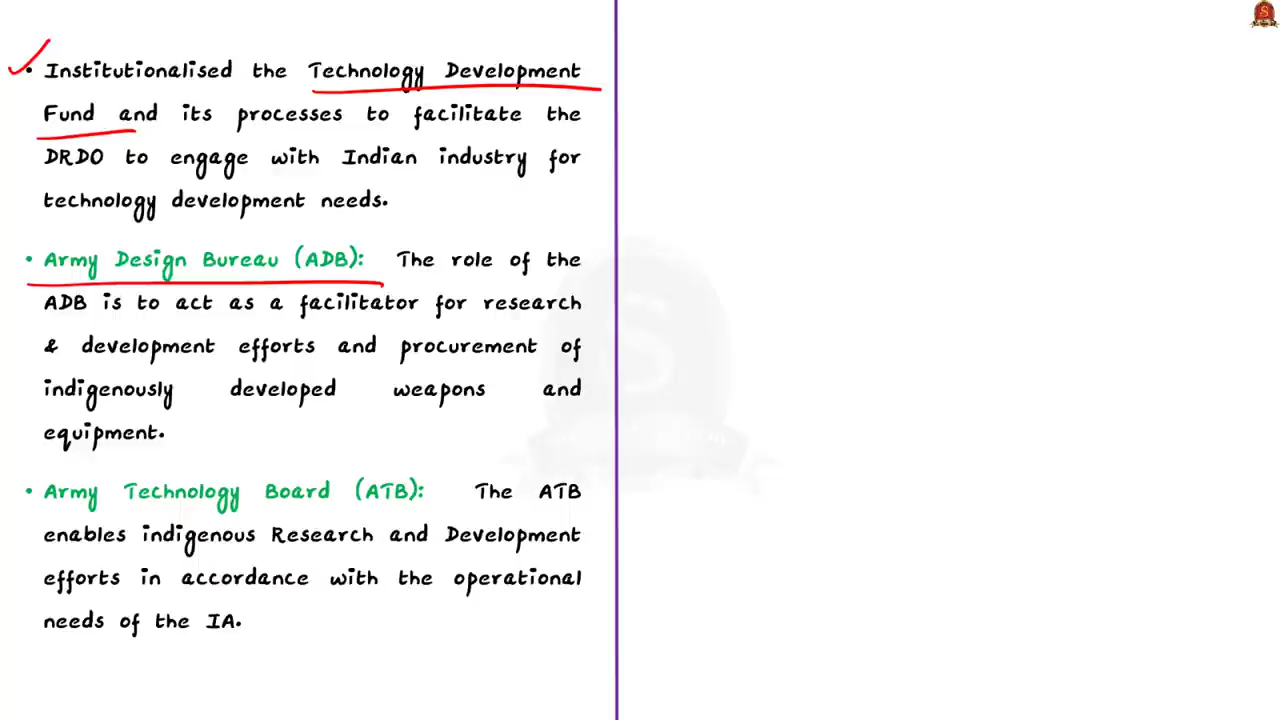 • Institutionalised the Technology Development
Fund and its processes to facilitate the
DRDO to engage with Indian industry for
technology development needs.
• Army Design Bureau (ADB): The role of the
ADB is to act as a facilitator for research
& development efforts and procurement of
indigenously developed weapons and
equipment.
• Army Technology Board (ATB): The ATB
enables indigenous Research and Development
efforts in accordance with the operational
needs of the IA.